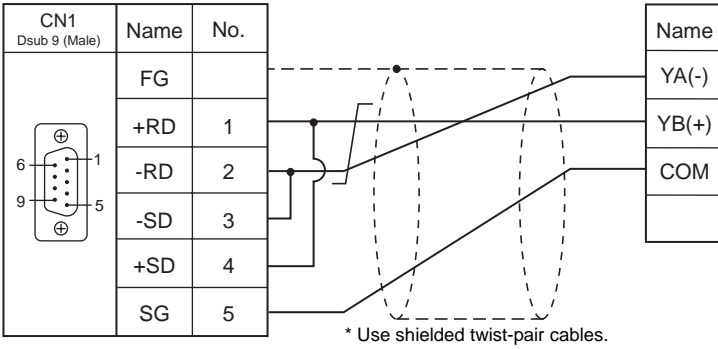 CN1
Dsub 9 (Male)
Name
No.
Name
FG
YA(-)
+RD
1
YB(+)
6
1
-RD
2
COM
9
5
-SD
3
+SD
4
SG
5
* Use shielded twist-pair cables.